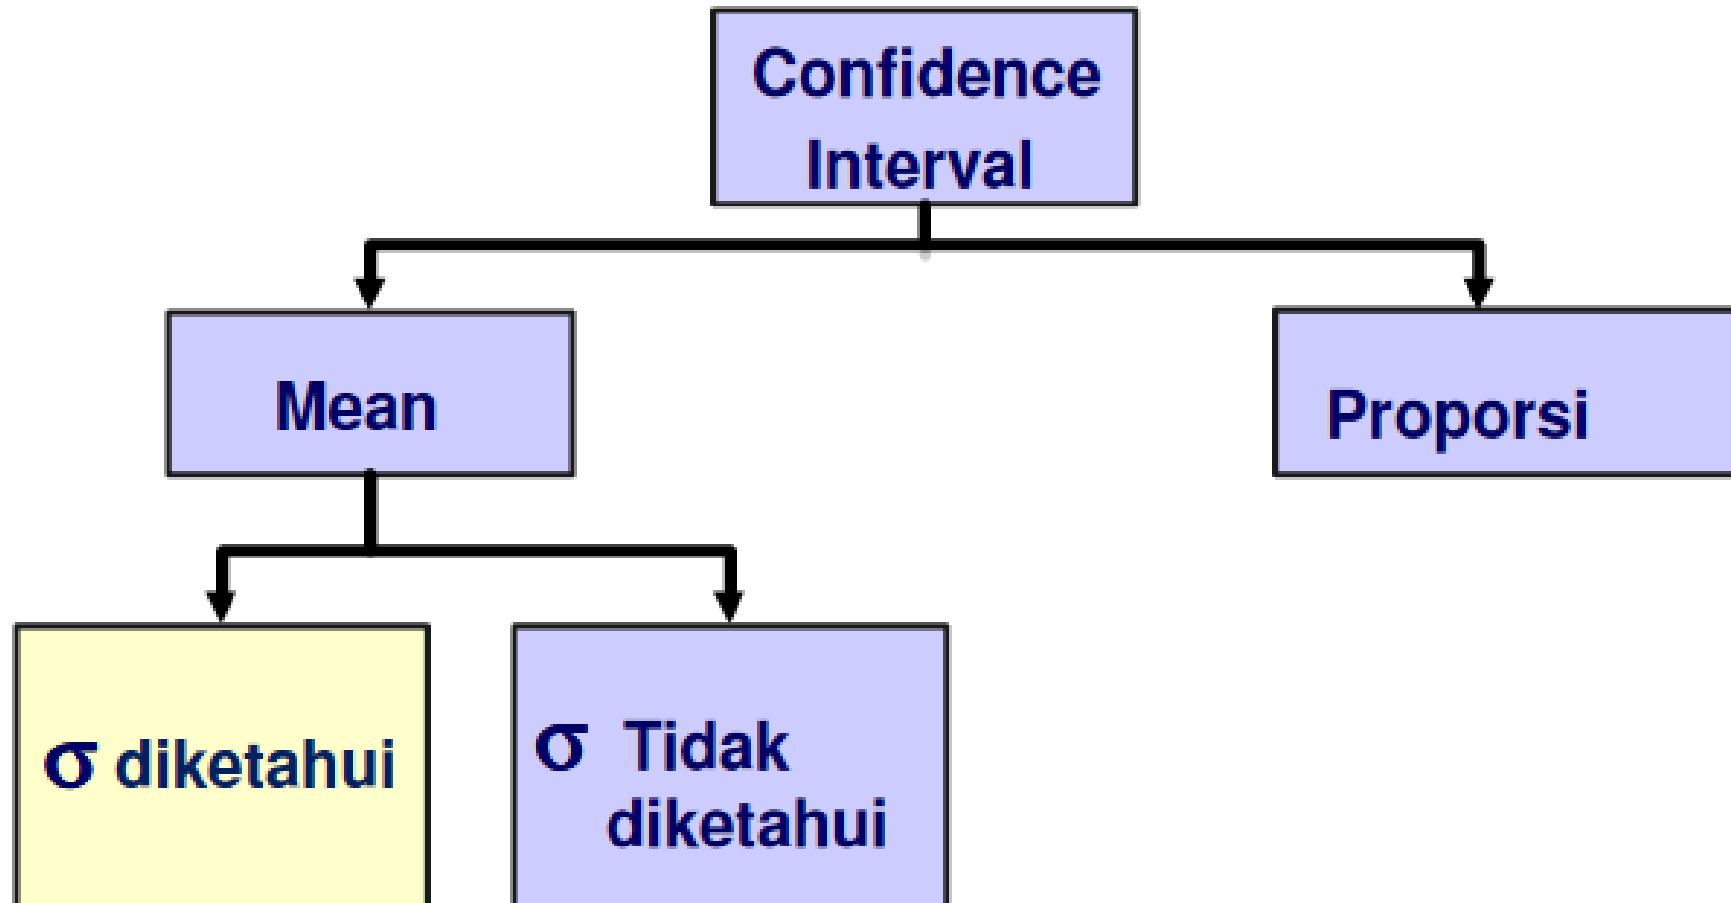 Confidence
Interval
Mean
Proporsi
σ diketahui
σ Tidak
diketahui